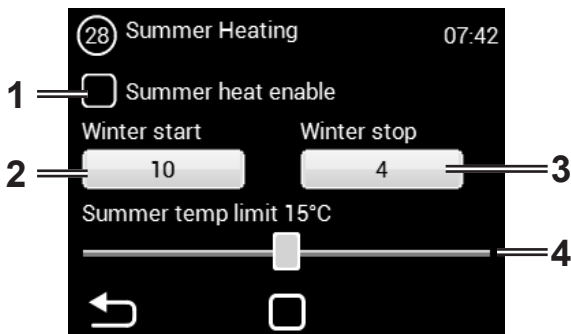 28 Summer Heating 07:42
1 Summer heat enable
Winter start Winter stop
2 10 4 3
Summer temp limit 15°C
4